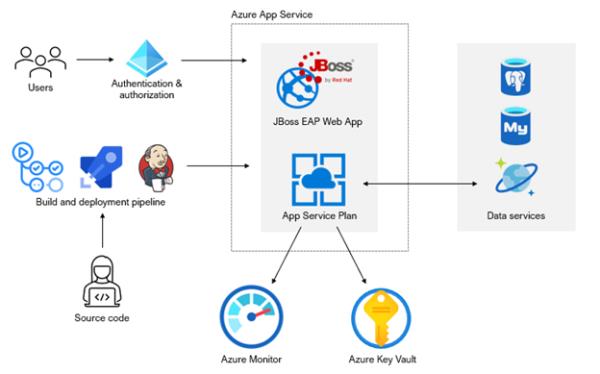 Azure App Service
Users
Authentication &
authorization
JBoss®
by Red Hat
JBoss EAP Web App
My
Build and deployment pipeline
App Service Plan
Data services
</>
Source code
Azure Monitor
Azure Key Vault